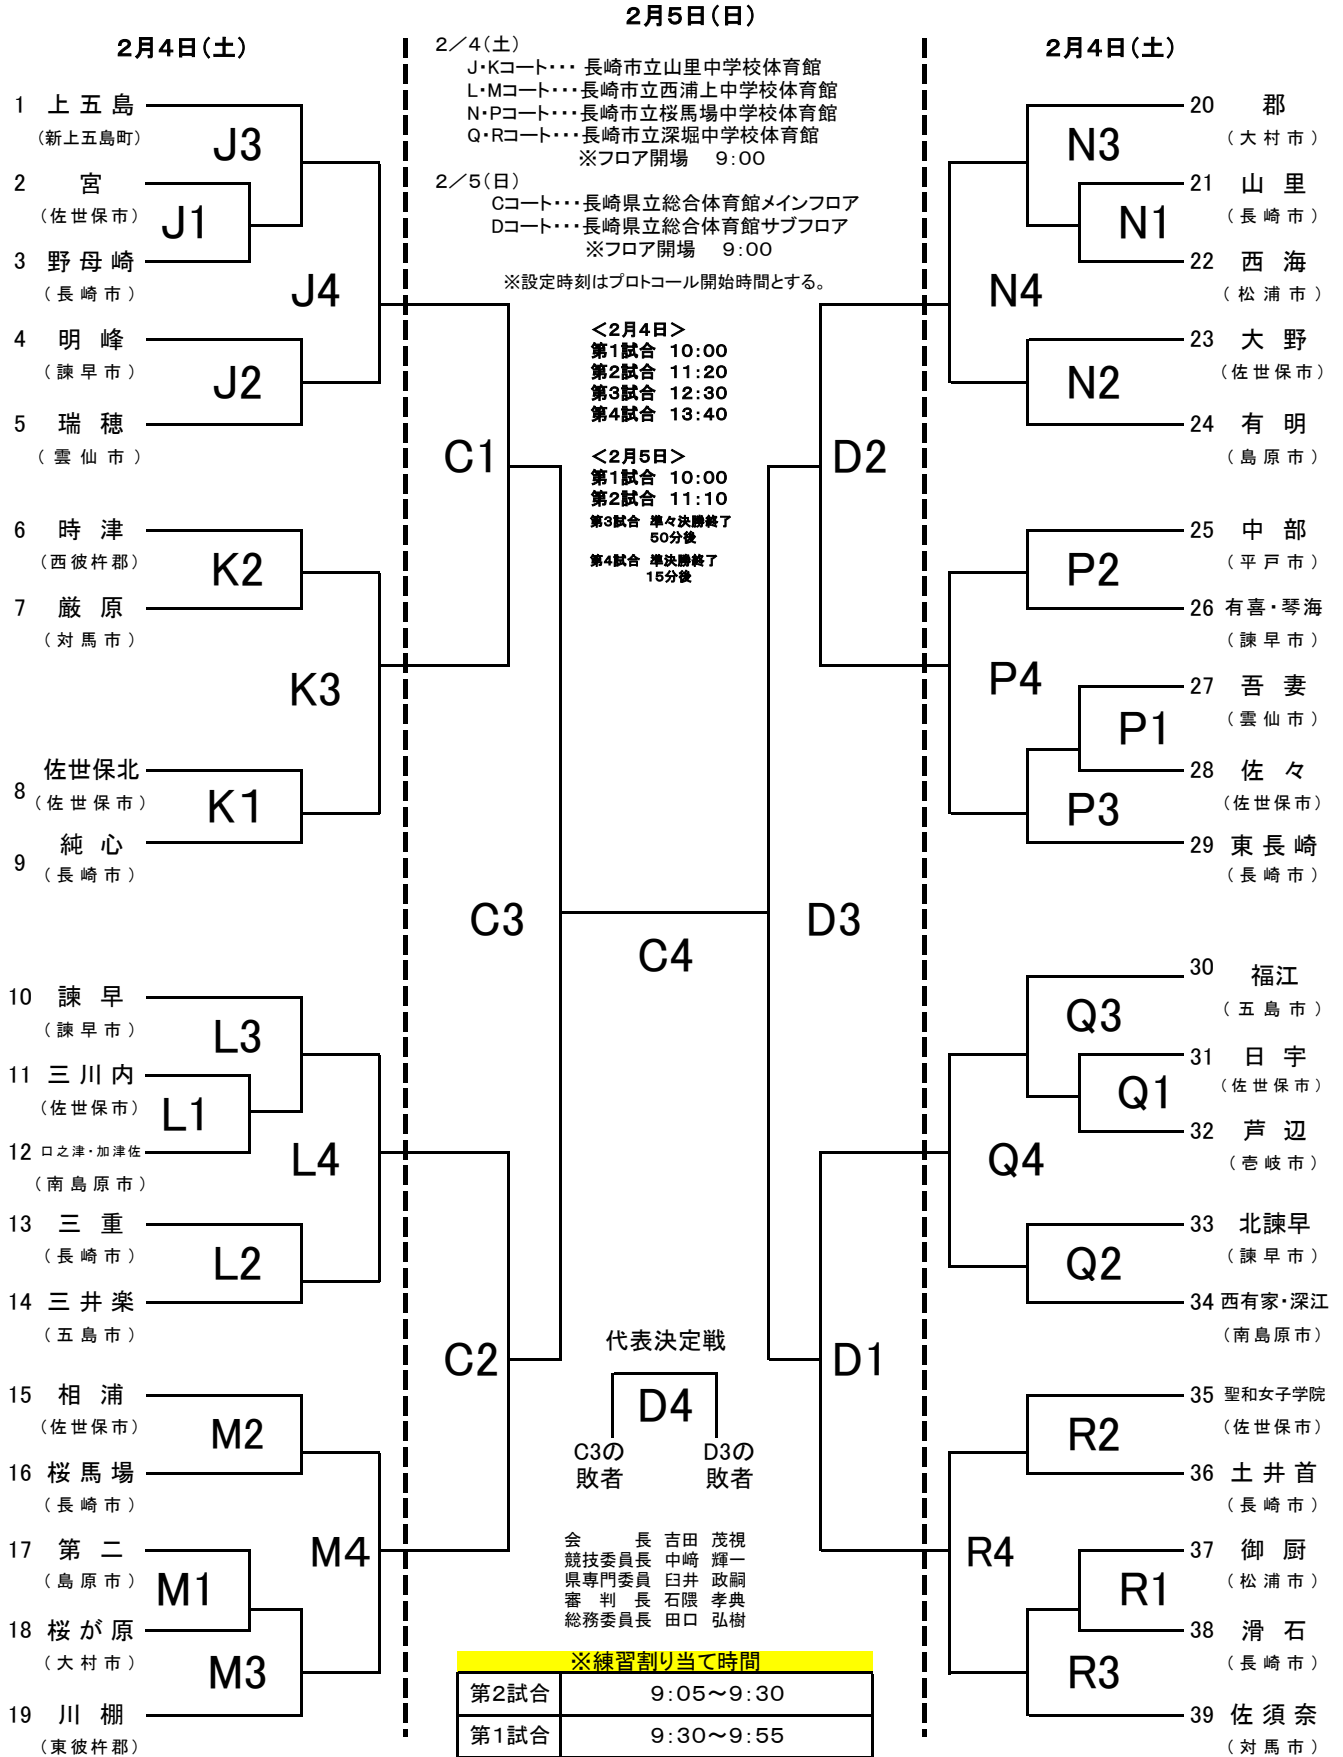 2月5日(日)
2月4日(土)
2月4日(土)
2／4(土)
J・Kコート・・・ 長崎市立山里中学校体育館
L・Mコート・・・長崎市立西浦上中学校体育館
N・Pコート・・・長崎市立桜馬場中学校体育館
Q・Rコート・・・長崎市立深堀中学校体育館
※フロア開場 9:00
2／5(日)
Cコート・・・長崎県立総合体育館メインフロア
Dコート・・・長崎県立総合体育館サブフロア
※フロア開場 9:00
※設定時刻はプロトコール開始時間とする。
＜2月4日＞
第1試合 10:00
第2試合 11:20
第3試合 12:30
第4試合 13:40
＜2月5日＞
第1試合 10:00
第2試合 11:10
第3試合 準々決勝終了
50分後
第4試合 準決勝終了
15分後
1 上五島
(新上五島町)
2 宮
(佐世保市)
3 野母崎
(長崎市)
4 明峰
(諫早市)
5 瑞穂
(雲仙市)
6 時津
(西彼杵郡)
7 厳原
(対馬市)
8 佐世保北
(佐世保市)
9 純心
(長崎市)
10 諫早
(諫早市)
11 三川内
(佐世保市)
12 口之津・加津佐
(南島原市)
13 三重
(長崎市)
14 三井楽
(五島市)
15 相浦
(佐世保市)
16 桜馬場
(長崎市)
17 第二
(島原市)
18 桜が原
(大村市)
19 川棚
(東彼杵郡)
J3
J1
J4
J2
K2
K3
K1
L3
L1
L4
L2
M2
M4
M1
M3
C1
C3
C2
C4
D2
D3
D1
N3
N1
N4
N2
P2
P4
P1
P3
Q3
Q1
Q4
Q2
R2
R4
R1
R3
20 郡
(大村市)
21 山里
(長崎市)
22 西海
(松浦市)
23 大野
(佐世保市)
24 有明
(島原市)
25 中部
(平戸市)
26 有喜・琴海
(諫早市)
27 吾妻
(雲仙市)
28 佐々
(佐世保市)
29 東長崎
(長崎市)
30 福江
(五島市)
31 日宇
(佐世保市)
32 芦辺
(壱岐市)
33 北諫早
(諫早市)
34 西有家・深江
(南島原市)
35 聖和女子学院
(佐世保市)
36 土井首
(長崎市)
37 御厨
(松浦市)
38 滑石
(長崎市)
39 佐須奈
(対馬市)
代表決定戦
D4
C3の
敗者
D3の
敗者
会長 吉田 茂視
競技委員長 中﨑 輝一
県専門委員 臼井 政嗣
審判長 石隈 孝典
総務委員長 田口 弘樹
※練習割り当て時間
第2試合 9:05～9:30
第1試合 9:30～9:55